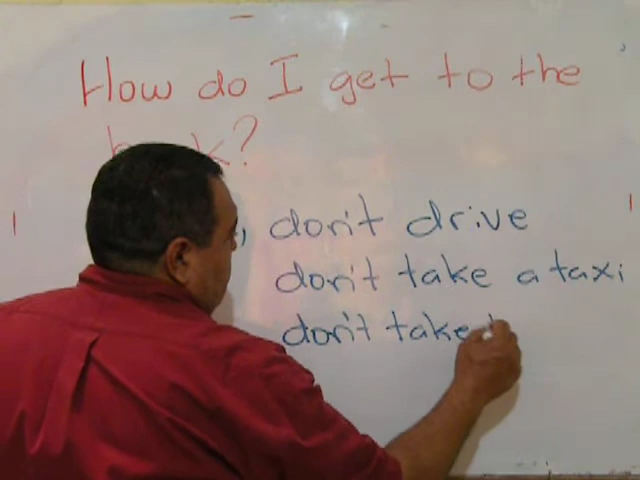 How do I get to the
?
, don't drive
don't take a taxi
don't take